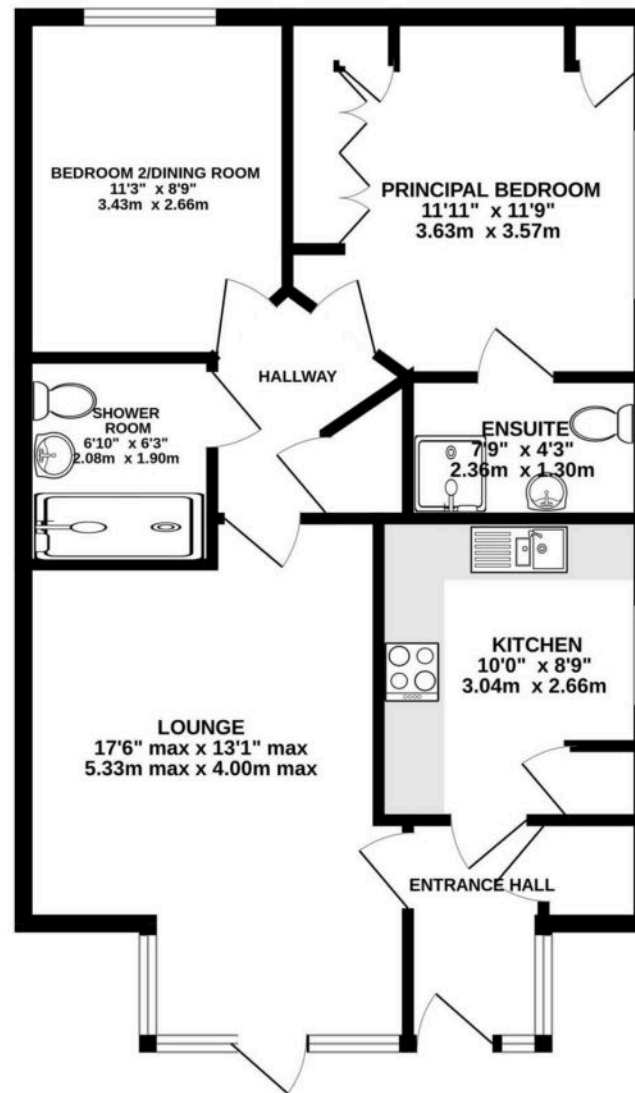 BEDROOM 2/DINING ROOM
11'3" x 8'9"
3.43m x 2.66m
PRINCIPAL BEDROOM
11'11" x 11'9"
3.63m x 3.57m
HALLWAY
SHOWER
ROOM
6'10" x 6'3"
2.08m x 1.90m
ENSUITE
7'9" x 4'3"
2.36m x 1.30m
KITCHEN
10'0" x 8'9"
3.04m x 2.66m
LOUNGE
17'6" max x 13'1" max
5.33m max x 4.00m max
ENTRANCE HALL